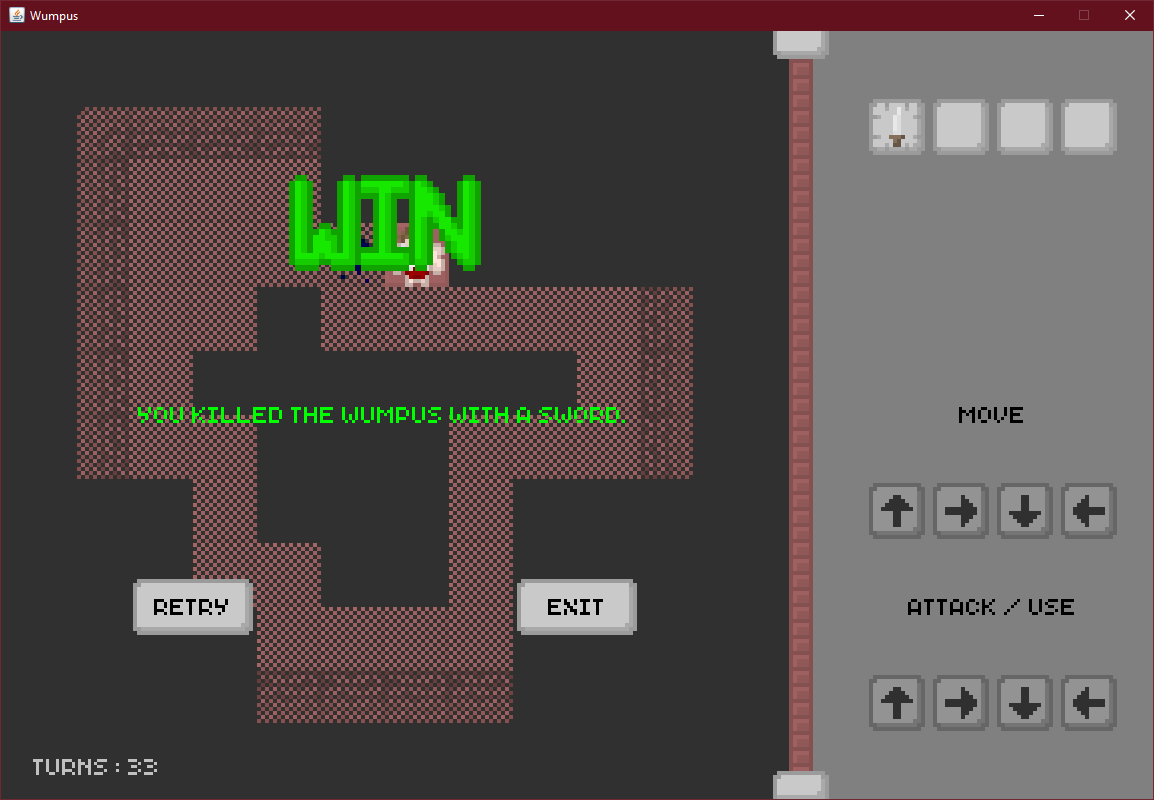 Wumpus
WIN
YOU KILLED THE WUMPUS WITH A SWORD.
MOVE
RETRY
EXIT
ATTACK / USE
TURNS : 33